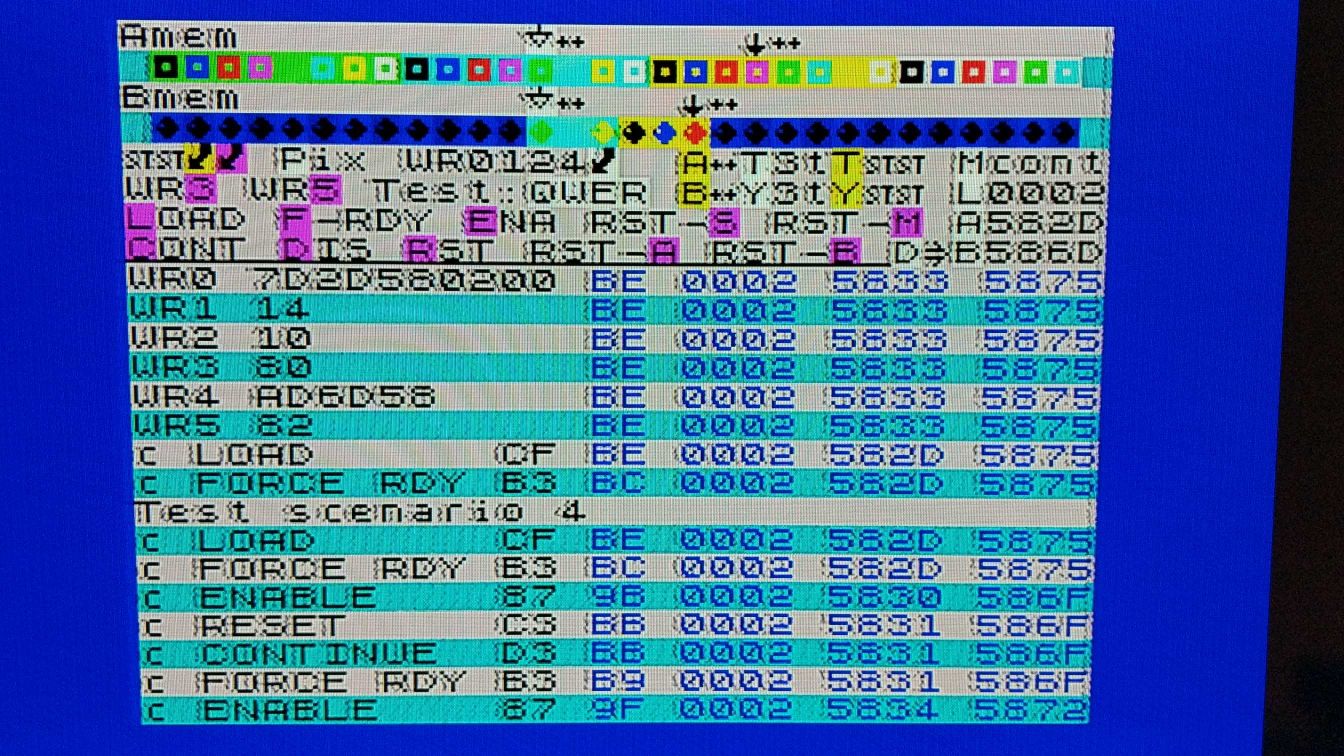 Amem ++ ++
Bmem ++ ++
STST Pix WR0124 A++T3tTSTST Mcont
WR3 WR5 Test:QWER B++Y3tYSTST L0002
LOAD F-RDY ENA RST-S RST-M A582D
CONT DIS RST RST-A RST-B D⇒B586D
WR0 7D2D580200 BE 0002 5833 5875
WR1 14 BE 0002 5833 5875
WR2 10 BE 0002 5833 5875
WR3 80 BE 0002 5833 5875
WR4 AD6D58 BE 0002 5833 5875
WR5 82 BE 0002 5833 5875
c LOAD CF BE 0002 582D 5875
c FORCE RDY B3 BC 0002 582D 5875
Test scenario 4
c LOAD CF BE 0002 582D 5875
c FORCE RDY B3 BC 0002 582D 5875
c ENABLE 87 9B 0002 5830 586F
c RESET C3 BB 0002 5831 586F
c CONTINUE D3 BB 0002 5831 586F
c FORCE RDY B3 B9 0002 5831 586F
c ENABLE 87 9F 0002 5834 5872